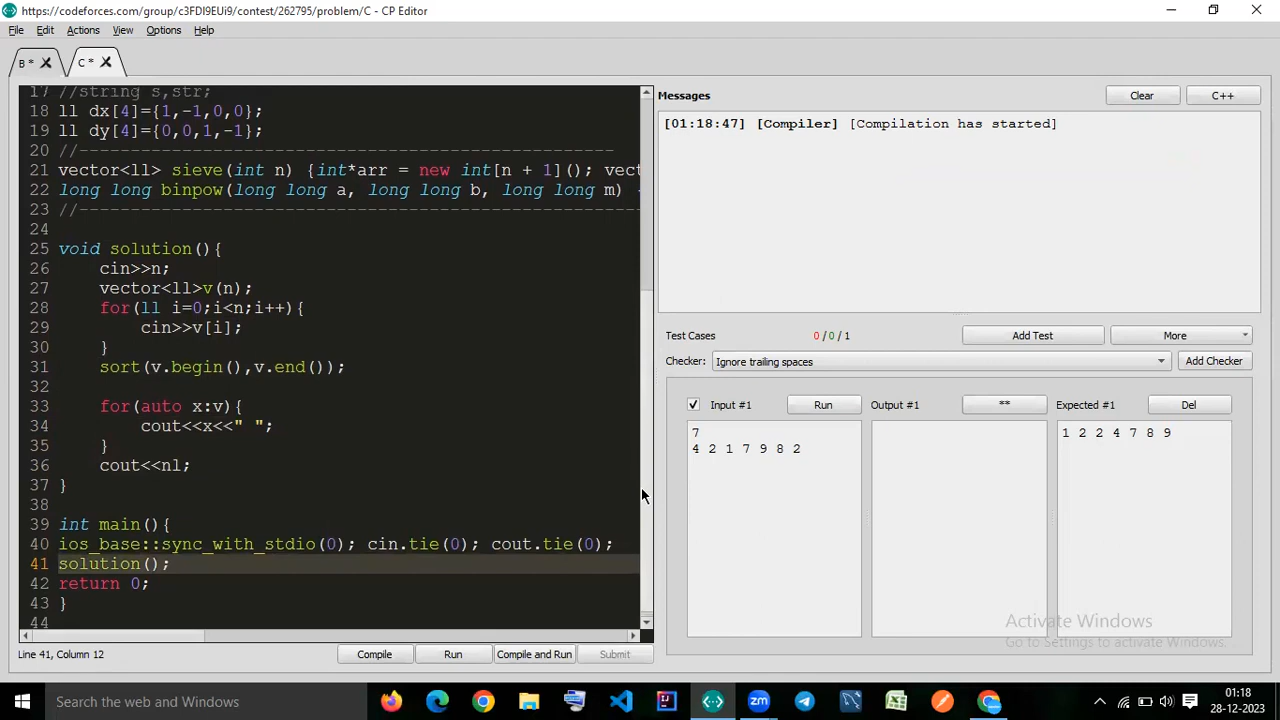 https://codeforces.com/group/c3FDI9EUi9/contest/262795/problem/C - CP Editor
File Edit Actions View Options Help
B * C *
17 //string s,str;
18 ll dx[4]={1,-1,0,0};
19 ll dy[4]={0,0,1,-1};
20 //----------------------------------------------------
21 vector<ll> sieve(int n) {int*arr = new int[n + 1](); vect
22 long long binpow(long long a, long long b, long long m)
23 //-------------------------------------------------------
24
25 void solution(){
26 cin>>n;
27 vector<ll>v(n);
28 for(ll i=0;i<n;i++){
29 cin>>v[i];
30 }
31 sort(v.begin(),v.end());
32
33 for(auto x:v){
34 cout<<x<<" ";
35 }
36 cout<<nl;
37 }
38
39 int main(){
40 ios_base::sync_with_stdio(0); cin.tie(0); cout.tie(0);
41 solution();
42 return 0;
43 }
44
Line 41, Column 12
Compile Run Compile and Run Submit
Messages Clear C++
[01:18:47] [Compiler] [Compilation has started]
Test Cases 0 / 0 / 1 Add Test More
Checker: Ignore trailing spaces Add Checker
Input #1 Run Output #1 ** Expected #1 Del
7
4 2 1 7 9 8 2
1 2 2 4 7 8 9
Activate Windows
Go to Settings to activate Windows.
Search the web and Windows
zm
01:18
28-12-2023